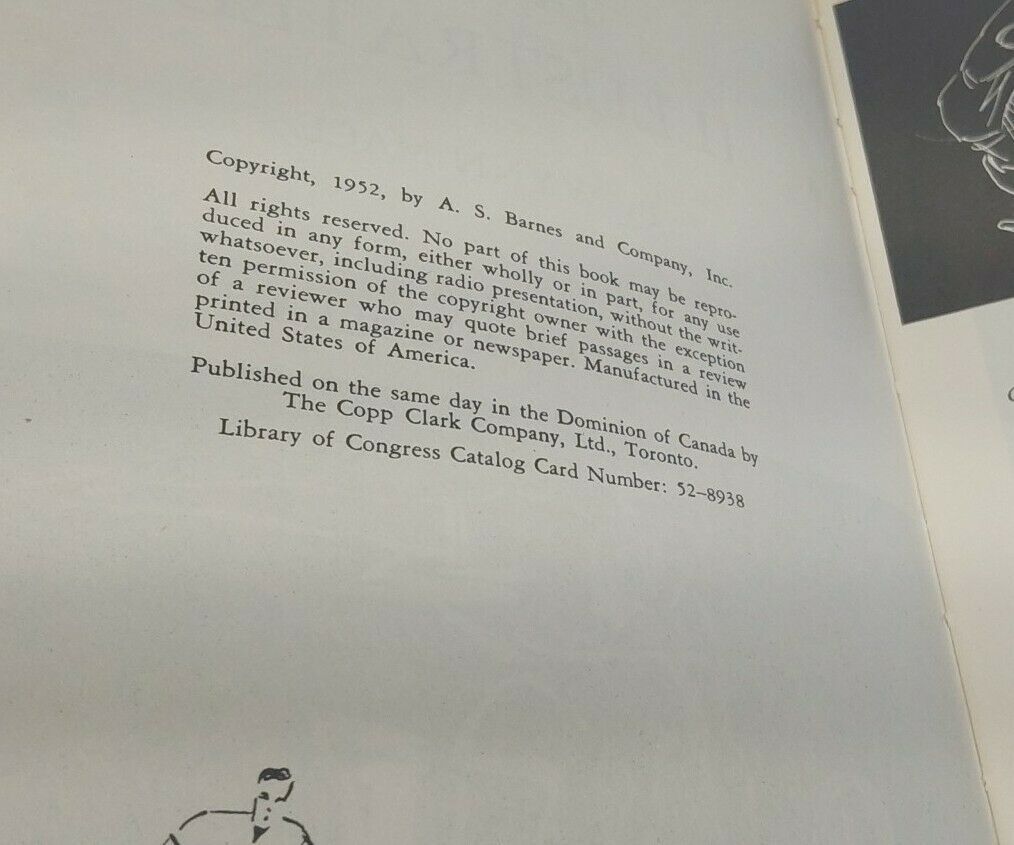 Copyright, 1952, by A. S. Barnes and Company, Inc.
All rights reserved. No part of this book may be repro-
duced in any form, either wholly or in part, for any use
whatsoever, including radio presentation, without the writ-
ten permission of the copyright owner with the exception
of a reviewer who may quote brief passages in a review
printed in a magazine or newspaper. Manufactured in the
United States of America.
Published on the same day in the Dominion of Canada by
The Copp Clark Company, Ltd., Toronto.
Library of Congress Catalog Card Number: 52–8938